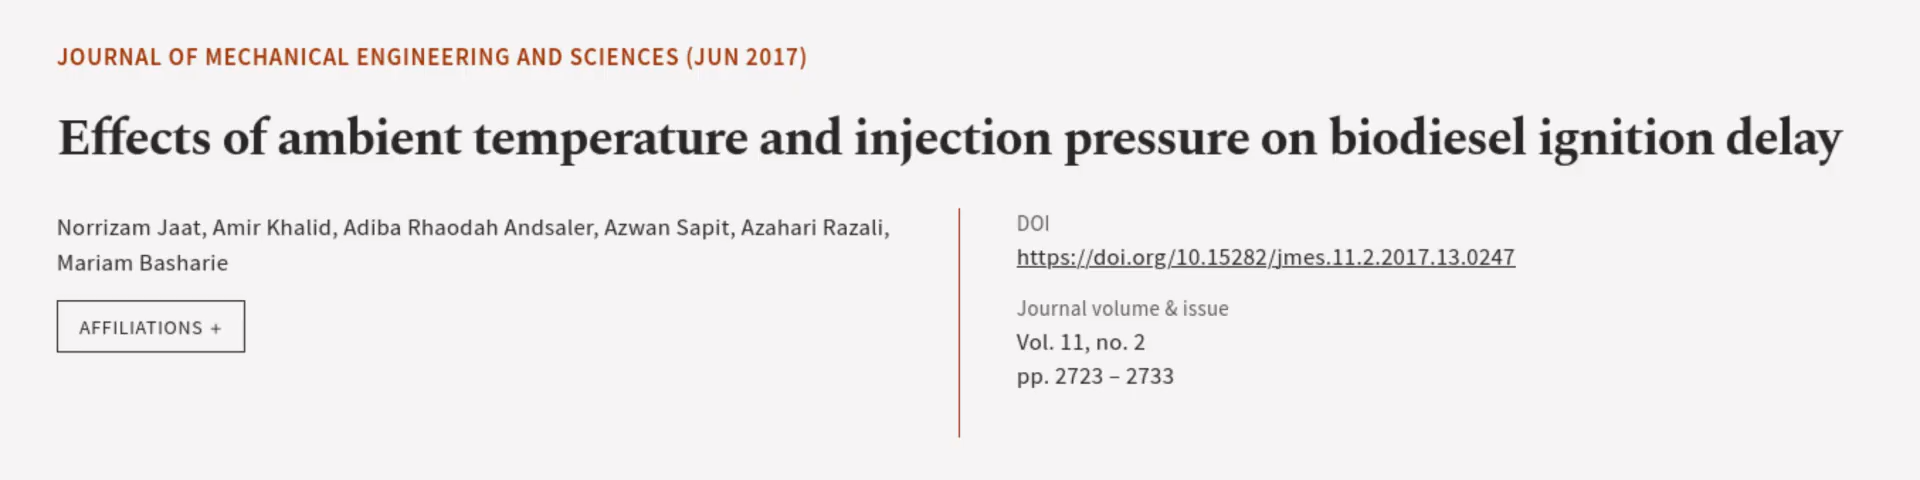 JOURNAL OF MECHANICAL ENGINEERING AND SCIENCES (JUN 2017)
Effects of ambient temperature and injection pressure on biodiesel ignition delay
Norrizam Jaat, Amir Khalid, Adiba Rhaodah Andsaler, Azwan Sapit, Azahari Razali,
Mariam Basharie
AFFILIATIONS +
DOI
https://doi.org/10.15282/jmes.11.2.2017.13.0247
Journal volume & issue
Vol. 11, no. 2
pp. 2723 – 2733